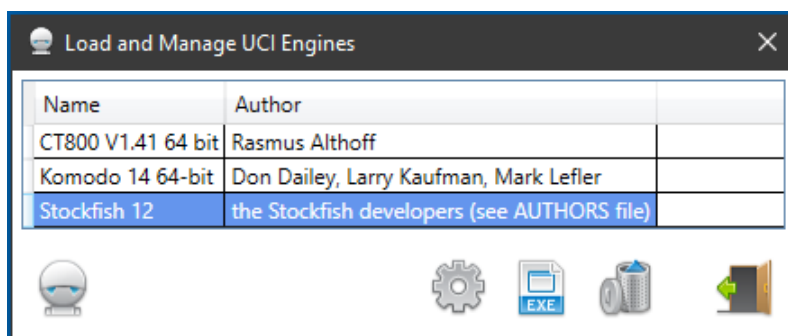 Load and Manage UCI Engines
Name Author
CT800 V1.41 64 bit Rasmus Althoff
Komodo 14 64-bit Don Dailey, Larry Kaufman, Mark Lefler
Stockfish 12 the Stockfish developers (see AUTHORS file)
EXE